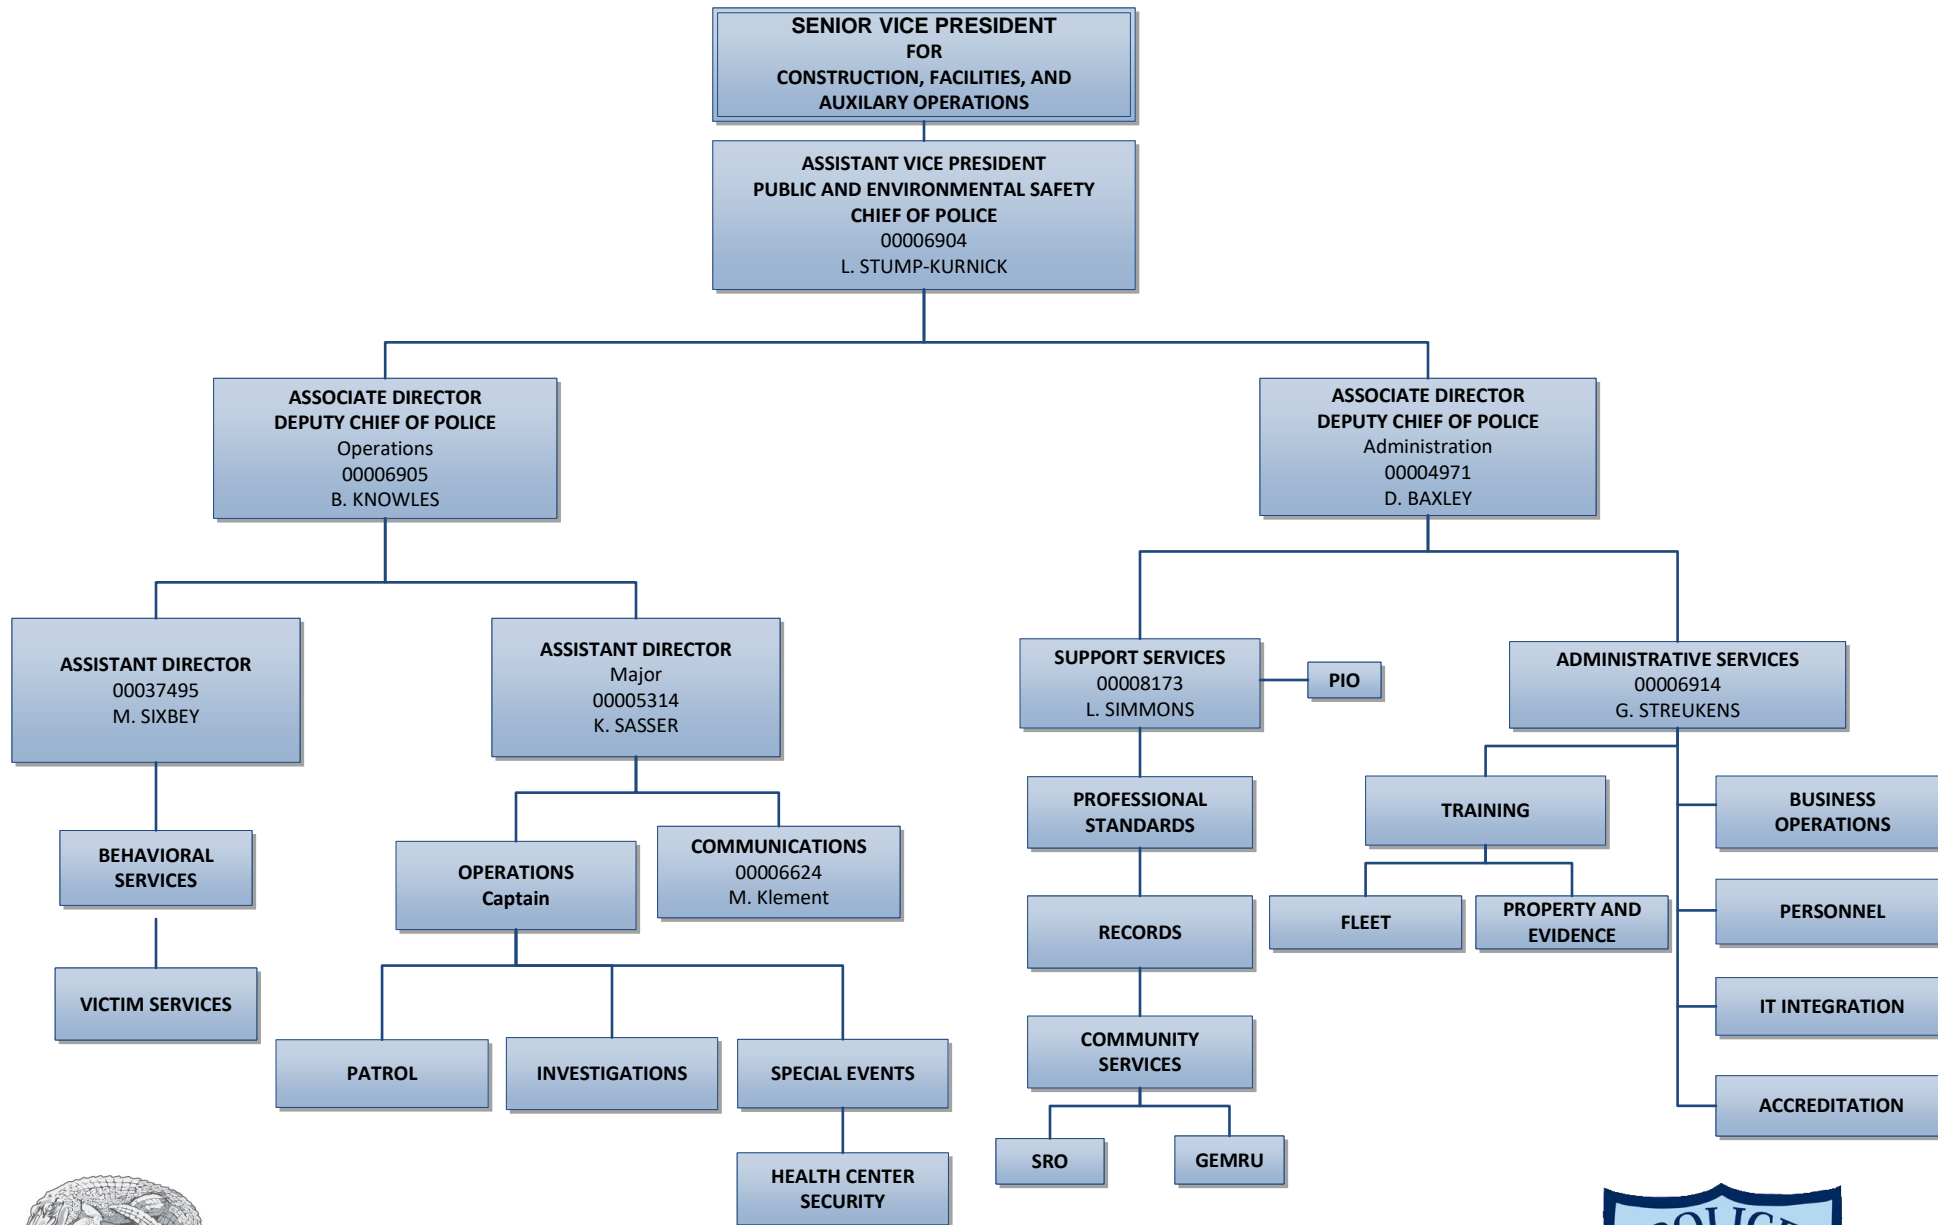 SENIOR VICE PRESIDENT
FOR
CONSTRUCTION, FACILITIES, AND
AUXILARY OPERATIONS
ASSISTANT VICE PRESIDENT
PUBLIC AND ENVIRONMENTAL SAFETY
CHIEF OF POLICE
00006904
L. STUMP-KURNICK
ASSOCIATE DIRECTOR
DEPUTY CHIEF OF POLICE
Operations
00006905
B. KNOWLES
ASSOCIATE DIRECTOR
DEPUTY CHIEF OF POLICE
Administration
00004971
D. BAXLEY
ASSISTANT DIRECTOR
00037495
M. SIXBEY
ASSISTANT DIRECTOR
Major
00005314
K. SASSER
SUPPORT SERVICES
00008173
L. SIMMONS
PIO
ADMINISTRATIVE SERVICES
00006914
G. STREUKENS
BEHAVIORAL
SERVICES
VICTIM SERVICES
OPERATIONS
Captain
COMMUNICATIONS
00006624
M. Klement
PATROL
INVESTIGATIONS
SPECIAL EVENTS
HEALTH CENTER
SECURITY
PROFESSIONAL
STANDARDS
RECORDS
COMMUNITY
SERVICES
SRO
GEMRU
TRAINING
FLEET
PROPERTY AND
EVIDENCE
BUSINESS
OPERATIONS
PERSONNEL
IT INTEGRATION
ACCREDITATION
POLICE